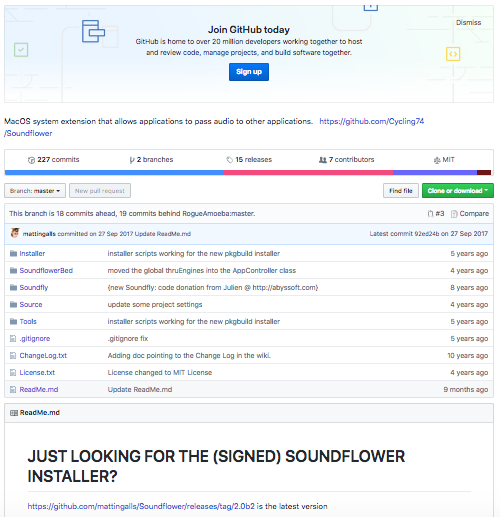 Join GitHub today
Dismiss
GitHub is home to over 20 million developers working together to host
and review code, manage projects, and build software together.
Sign up
MacOS system extension that allows applications to pass audio to other applications. https://github.com/Cycling74
/Soundflower
227 commits 2 branches 15 releases 7 contributors MIT
Branch: master New pull request Find file Clone or download
This branch is 18 commits ahead, 19 commits behind RogueAmoeba:master. #3 Compare
mattingalls committed on 27 Sep 2017 Update ReadMe.md Latest commit 92ed24b on 27 Sep 2017
Installer installer scripts working for the new pkgbuild installer 5 years ago
SoundflowerBed moved the global thruEngines into the AppController class 4 years ago
Soundfly {new Soundfly: code donation from Julien @ http://abyssoft.com} 8 years ago
Source update some project settings 4 years ago
Tools installer scripts working for the new pkgbuild installer 5 years ago
.gitignore .gitignore fix 5 years ago
ChangeLog.txt Adding doc pointing to the Change Log in the wiki. 10 years ago
License.txt License changed to MIT License 4 years ago
ReadMe.md Update ReadMe.md 9 months ago
ReadMe.md
JUST LOOKING FOR THE (SIGNED) SOUNDFLOWER
INSTALLER?
https://github.com/mattingalls/Soundflower/releases/tag/2.0b2 is the latest version